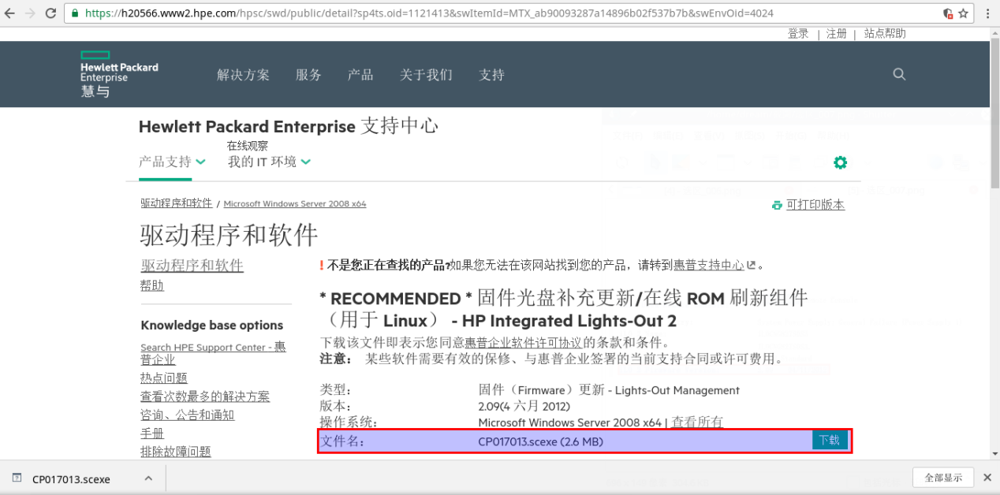 https://h20566.www2.hpe.com/hpsc/swd/public/detail?sp4ts.oid=1121413&swItemId=MTX_ab90093287a14896b02f537b7b&swEnvOid=4024
登录 | 注册 | 站点帮助
Hewlett Packard
Enterprise
慧与
解决方案 服务 产品 关于我们 支持
Hewlett Packard Enterprise 支持中心
在线观察
产品支持 我的 IT 环境
驱动程序和软件 / Microsoft Windows Server 2008 x64
可打印版本
驱动程序和软件
驱动程序和软件
帮助
Knowledge base options
Search HPE Support Center - 惠
普企业
热点问题
查看次数最多的解决方案
咨询、公告和通知
手册
排除故障问题
! 不是您正在查找的产品?如果您无法在该网站找到您的产品，请转到惠普支持中心 。
* RECOMMENDED * 固件光盘补充更新/在线 ROM 刷新组件
（用于 Linux） - HP Integrated Lights-Out 2
下载该文件即表示您同意惠普企业软件许可协议的条款和条件。
注意： 某些软件需要有效的保修、与惠普企业签署的当前支持合同或许可费用。
类型： 固件（Firmware）更新 - Lights-Out Management
版本： 2.09(4 六月 2012)
操作系统： Microsoft Windows Server 2008 x64 | 查看所有
文件名： CP017013.scexe (2.6 MB) 下载
CP017013.scexe
全部显示